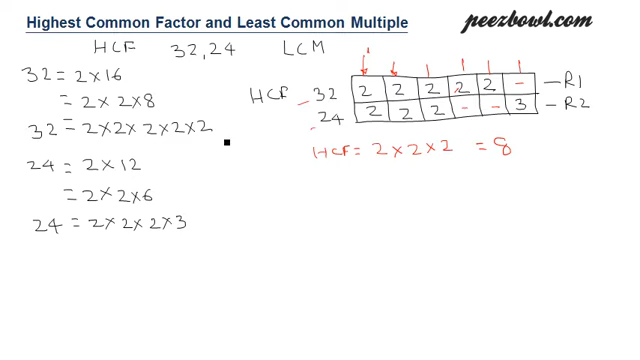 Highest Common Factor and Least Common Multiple
peezbowl.com
HCF 32,24 LCM
32 = 2 × 16
= 2 × 2 × 8
32 = 2 × 2 × 2 × 2 × 2
24 = 2 × 12
= 2 × 2 × 6
24 = 2 × 2 × 2 × 3
HCF
32 2 2 2 2 2 - — R1
24 2 2 2 - - 3 — R2
HCF = 2 × 2 × 2 = 8